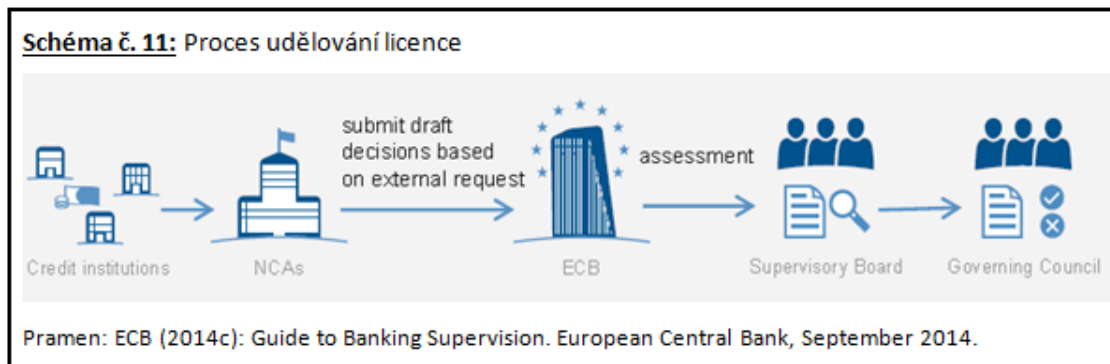 Schéma č. 11: Proces udělování licence
submit draft
decisions based
on external request
assessment
Credit institutions
NCAs
ECB
Supervisory Board
Governing Council
Pramen: ECB (2014c): Guide to Banking Supervision. European Central Bank, September 2014.